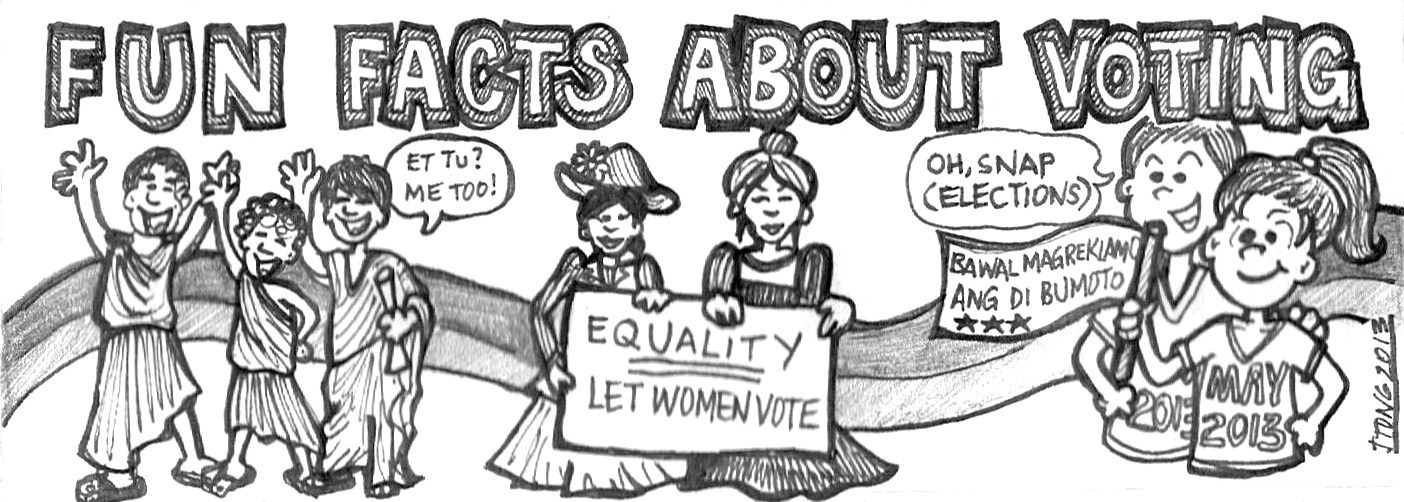 FUN FACTS ABOUT VOTING
ET TU?
ME TOO!
EQUALITY
LET WOMEN VOTE
OH, SNAP
(ELECTIONS)
BAWAL MAGREKLAMO
ANG DI BUMOTO
2013
MAY
2013
JTONG 2013